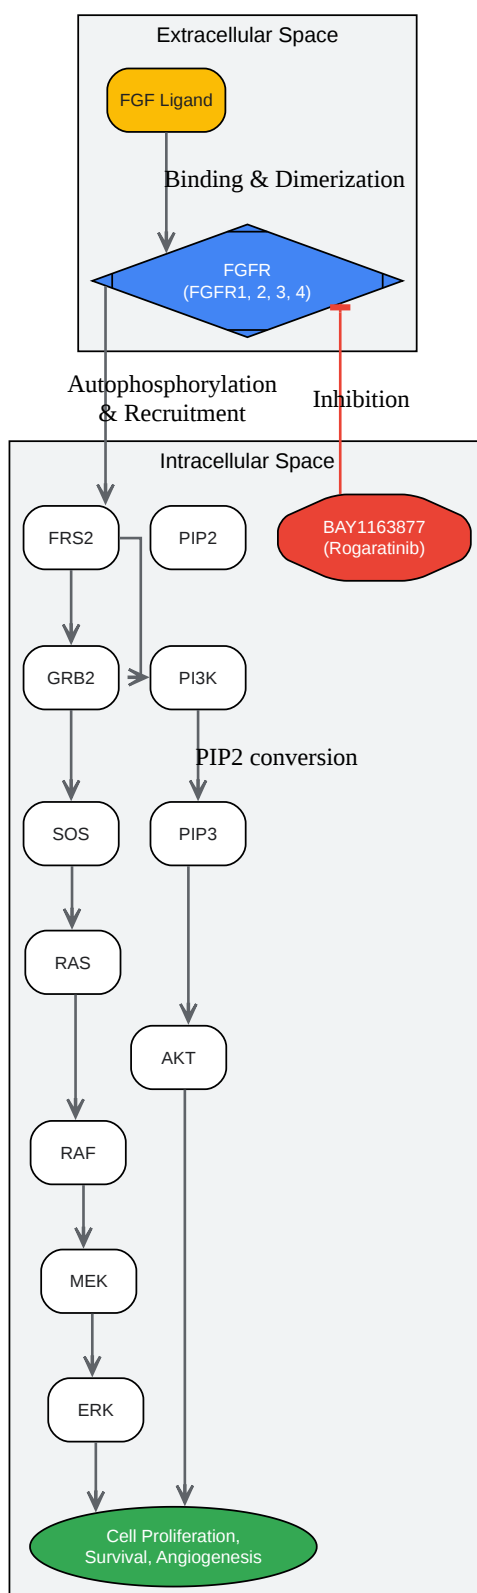 Extracellular Space
FGF Ligand
Binding & Dimerization
FGFR
(FGFR1, 2, 3, 4)
Autophosphorylation
& Recruitment
Inhibition
Intracellular Space
FRS2
PIP2
BAY1163877
(Rogaratinib)
GRB2
PI3K
PIP2 conversion
SOS
PIP3
RAS
AKT
RAF
MEK
ERK
Cell Proliferation,
Survival, Angiogenesis